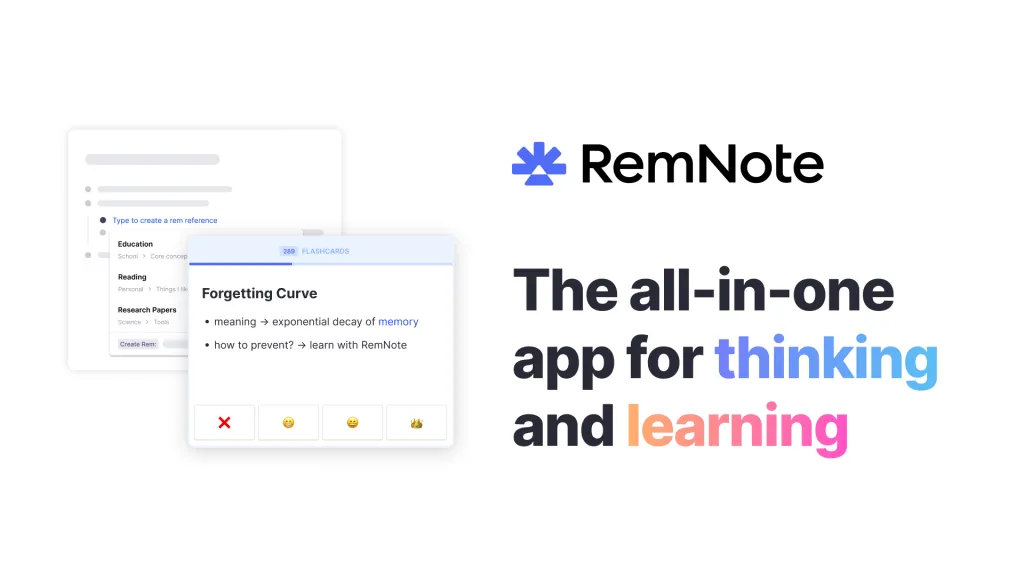 Type to create a rem reference
Education
School > Core concep
Reading
Personal > Things I lik
Research Papers
Science > Tools
Create Rem:
289 FLASHCARDS
Forgetting Curve
• meaning → exponential decay of memory
• how to prevent? → learn with RemNote
RemNote
The all-in-one
app for thinking
and learning